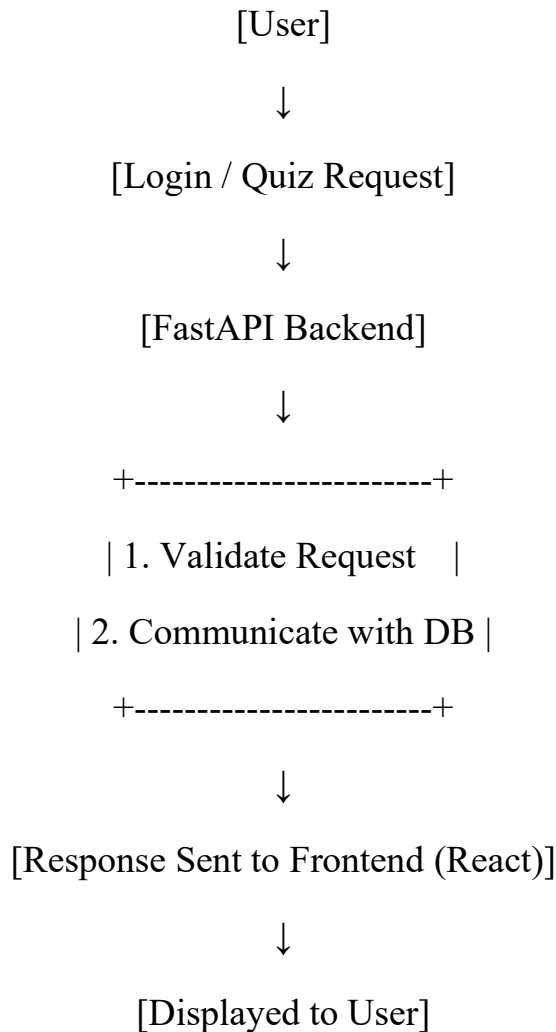 [User]
↓
[Login / Quiz Request]
↓
[FastAPI Backend]
↓
+------------------------+
| 1. Validate Request |
| 2. Communicate with DB |
+------------------------+
↓
[Response Sent to Frontend (React)]
↓
[Displayed to User]